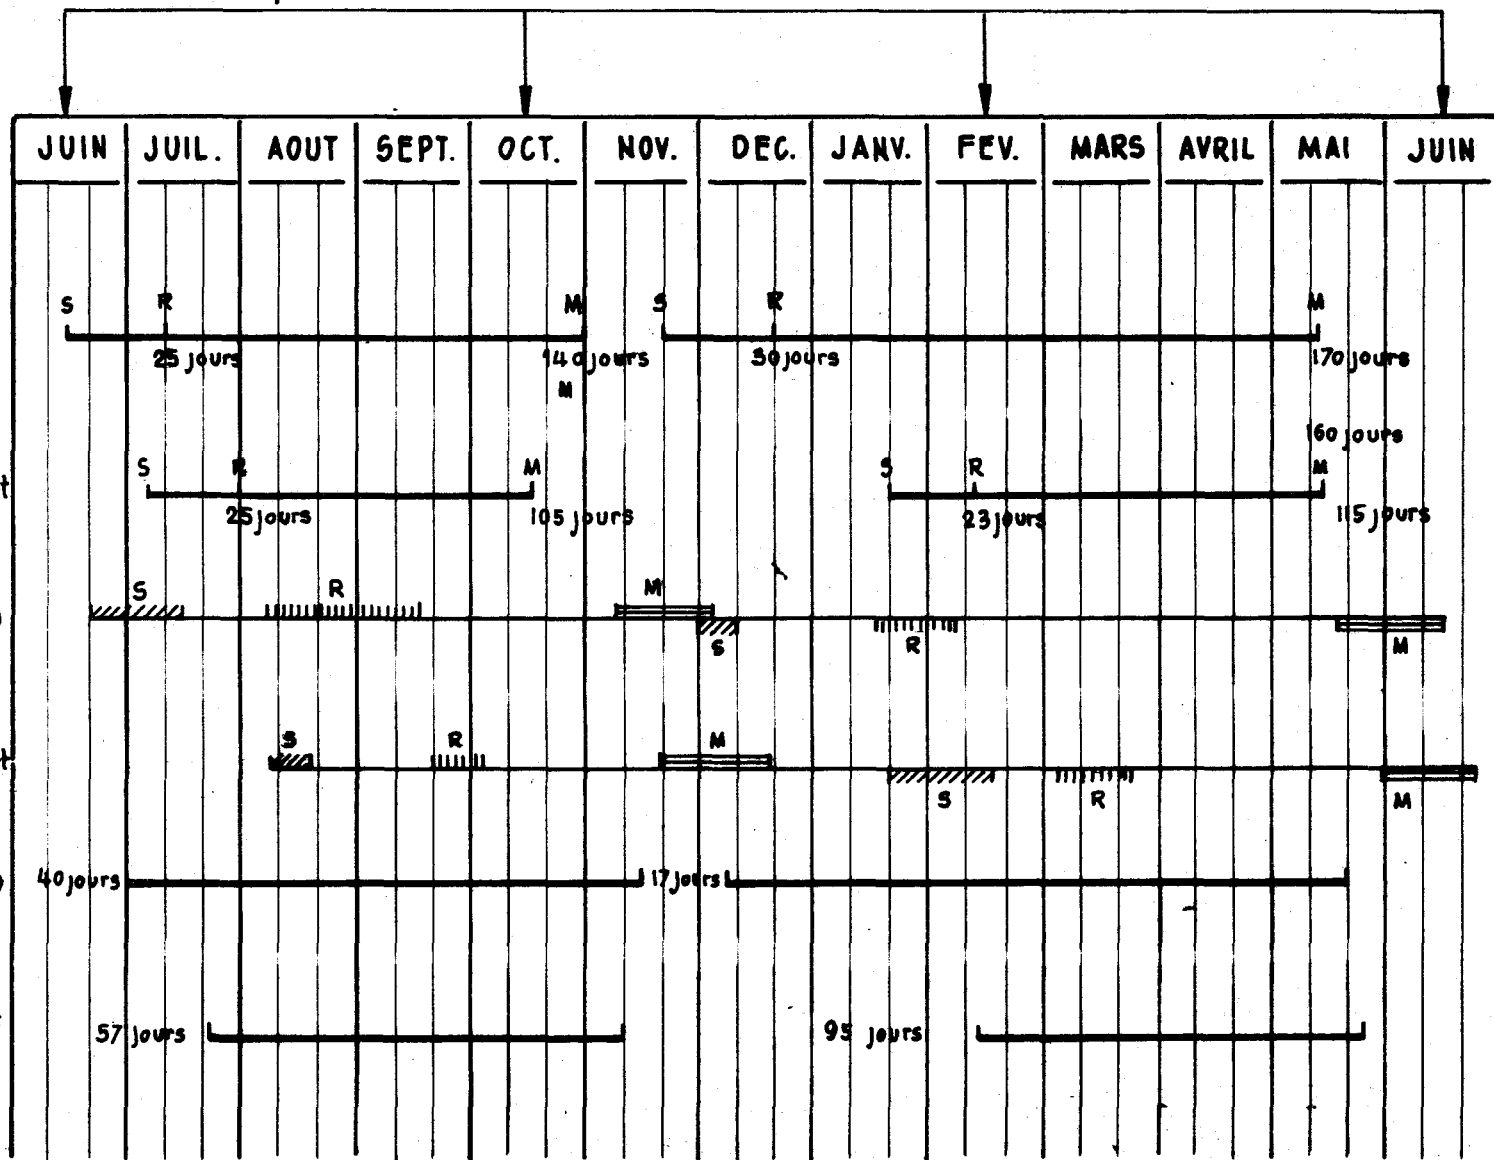 JUIN JUIL. AOUT SEPT. OCT. NOV. DEC. JANV. FEV. MARS AVRIL MAI JUIN
S R M S R M
25 jours 140 jours 30 jours 170 jours
M
160 jours
S R M S R M
25 jours 105 jours 23 jours 115 jours
S R M
S R M
S R M
S R M
40 jours 17 jours
57 jours 95 jours